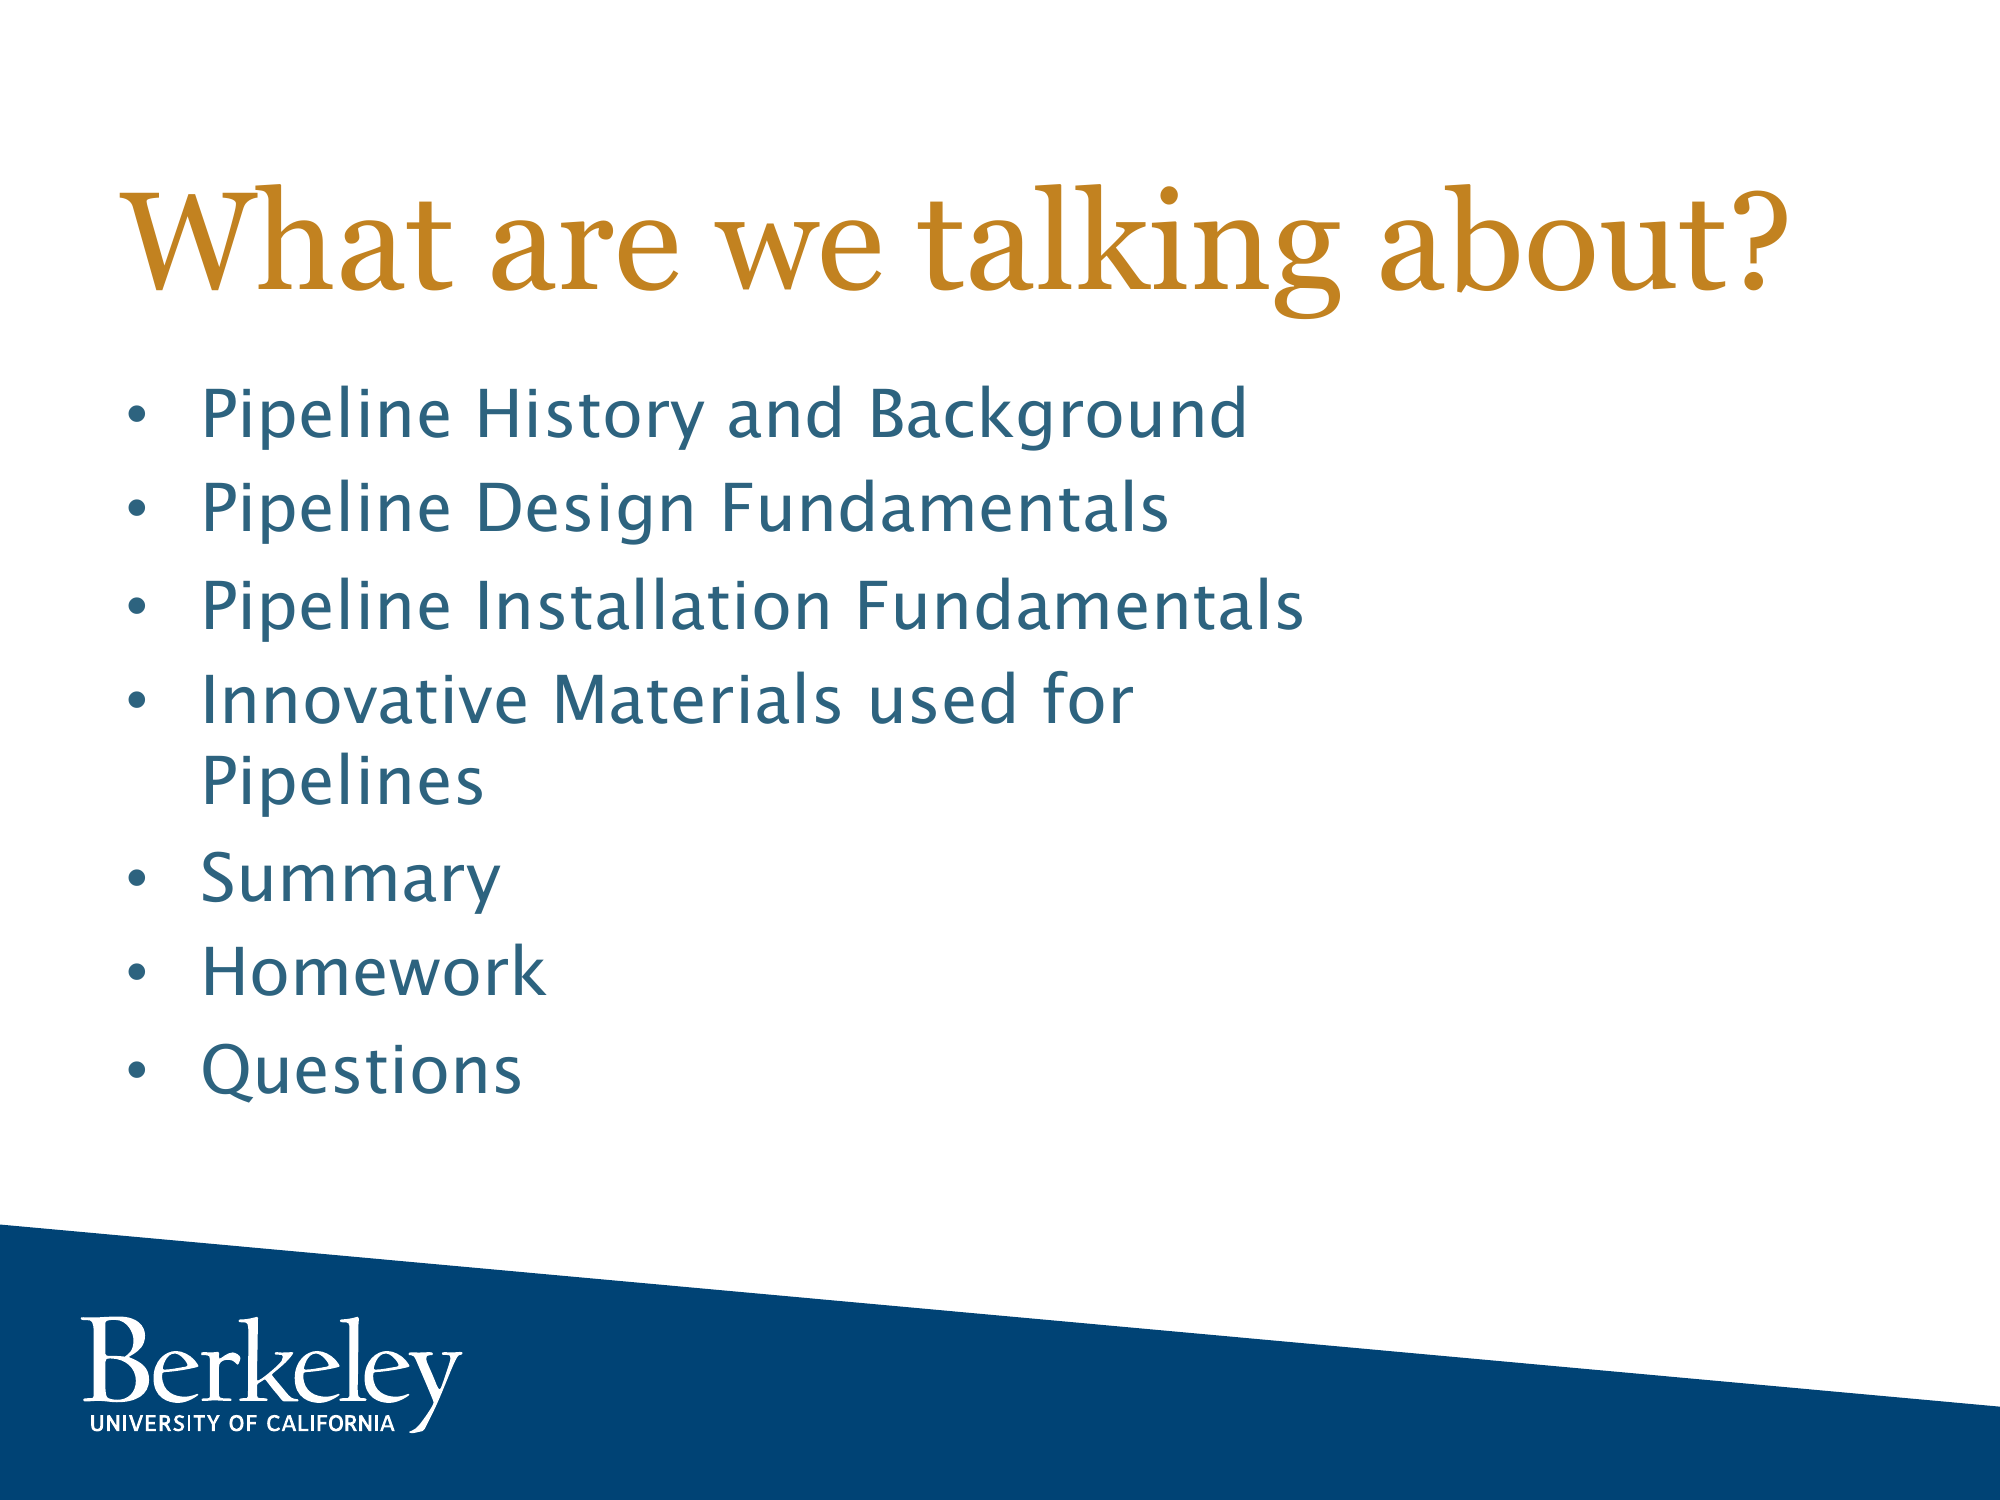 What are we talking about?
• Pipeline History and Background
• Pipeline Design Fundamentals
• Pipeline Installation Fundamentals
• Innovative Materials used for
Pipelines
• Summary
• Homework
• Questions
Berkeley
UNIVERSITY OF CALIFORNIA